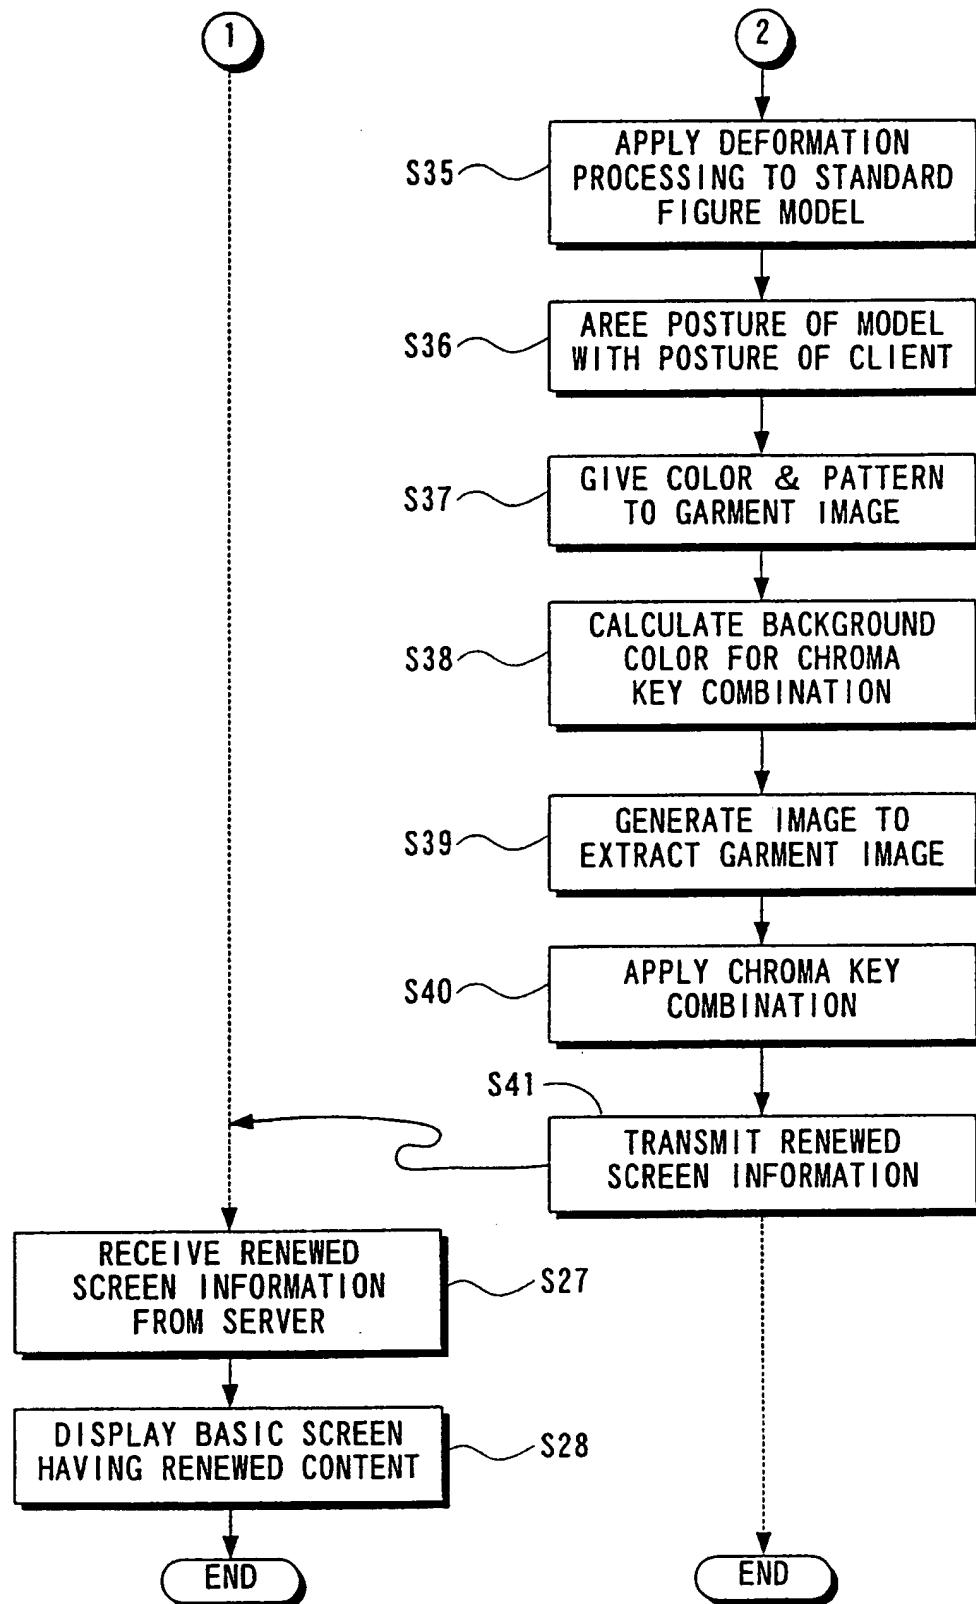 1
2
S35
APPLY DEFORMATION
PROCESSING TO STANDARD
FIGURE MODEL
S36
AREE POSTURE OF MODEL
WITH POSTURE OF CLIENT
S37
GIVE COLOR & PATTERN
TO GARMENT IMAGE
S38
CALCULATE BACKGROUND
COLOR FOR CHROMA
KEY COMBINATION
S39
GENERATE IMAGE TO
EXTRACT GARMENT IMAGE
S40
APPLY CHROMA KEY
COMBINATION
S41
TRANSMIT RENEWED
SCREEN INFORMATION
RECEIVE RENEWED
SCREEN INFORMATION
FROM SERVER
S27
DISPLAY BASIC SCREEN
HAVING RENEWED CONTENT
S28
END
END